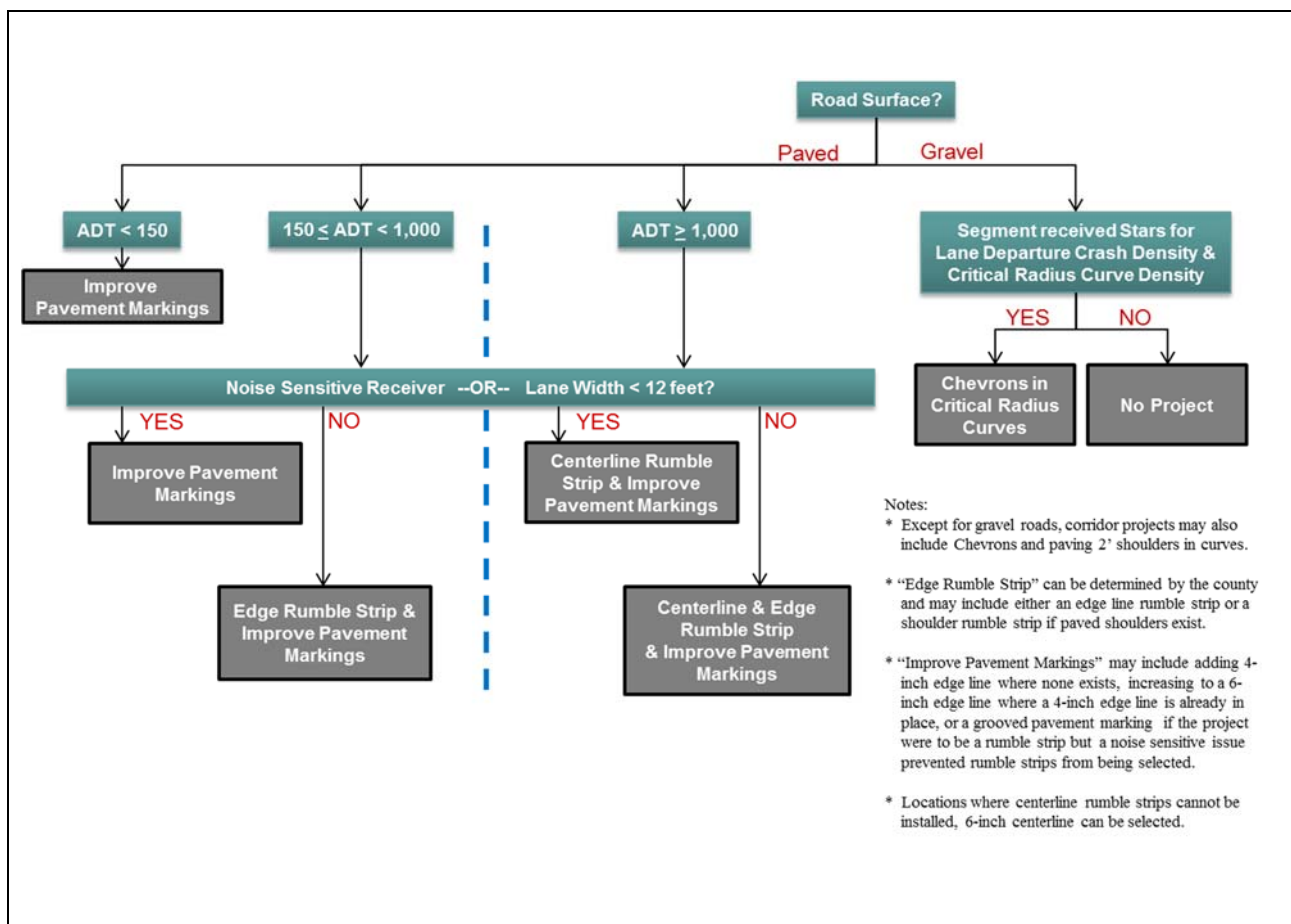 Road Surface?
Paved
Gravel
ADT < 150
150 ≤ ADT < 1,000
ADT ≥ 1,000
Segment received Stars for
Lane Departure Crash Density &
Critical Radius Curve Density
Improve
Pavement Markings
YES
NO
Noise Sensitive Receiver --OR-- Lane Width < 12 feet?
Chevrons in
Critical Radius
Curves
No Project
YES
NO
YES
NO
Improve Pavement
Markings
Centerline Rumble
Strip & Improve
Pavement Markings
Edge Rumble Strip &
Improve Pavement
Markings
Centerline & Edge
Rumble Strip
& Improve Pavement
Markings
Notes:
* Except for gravel roads, corridor projects may also
include Chevrons and paving 2’ shoulders in curves.
* “Edge Rumble Strip” can be determined by the county
and may include either an edge line rumble strip or a
shoulder rumble strip if paved shoulders exist.
* “Improve Pavement Markings” may include adding 4-
inch edge line where none exists, increasing to a 6-
inch edge line where a 4-inch edge line is already in
place, or a grooved pavement marking if the project
were to be a rumble strip but a noise sensitive issue
prevented rumble strips from being selected.
* Locations where centerline rumble strips cannot be
installed, 6-inch centerline can be selected.